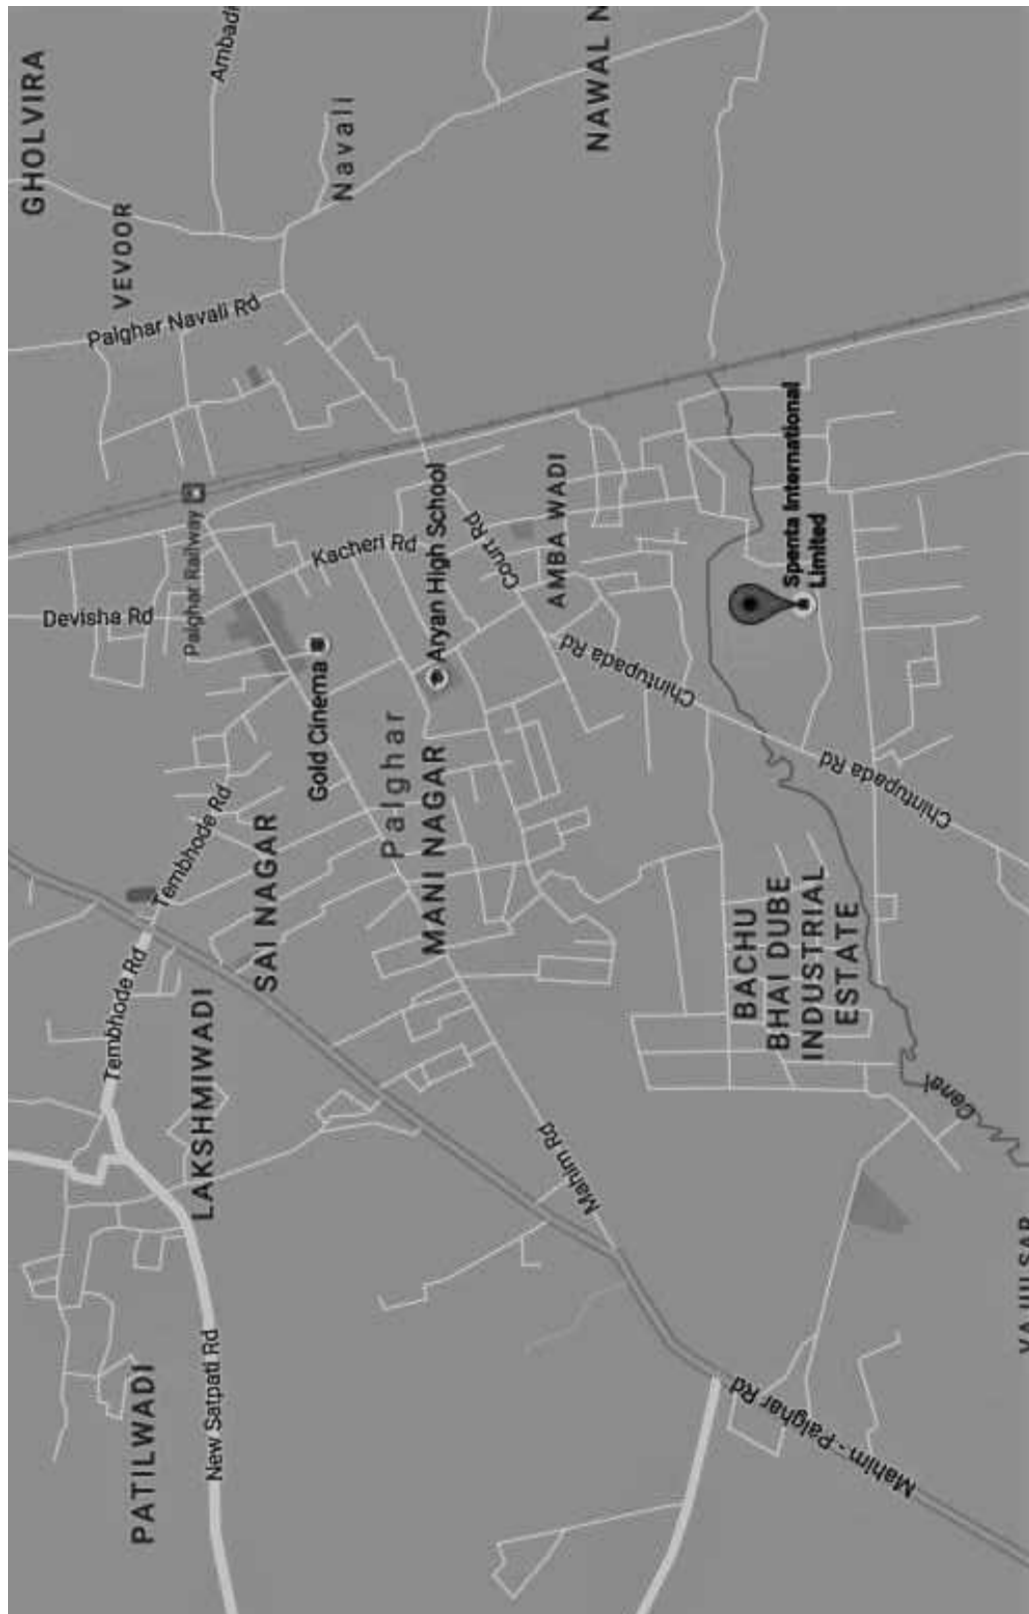 GHOLVIRA
Ambadi
Navali
NAWAL N
VEVOOR
Palghar Navali Rd
Palghar Railway
Devisha Rd
Kacheri Rd
Aryan High School
Court Rd
AMBA WADI
Spenta International
Limited
Gold Cinema
Chintupada Rd
Chintupada Rd
Palghar
MANI NAGAR
Tembhode Rd
SAI NAGAR
Tembhode Rd
LAKSHMIWADI
BACHU
BHAI DUBE
INDUSTRIAL
ESTATE
Canal
Mahim Rd
New Satpati Rd
PATILWADI
Mahim - Palghar Rd